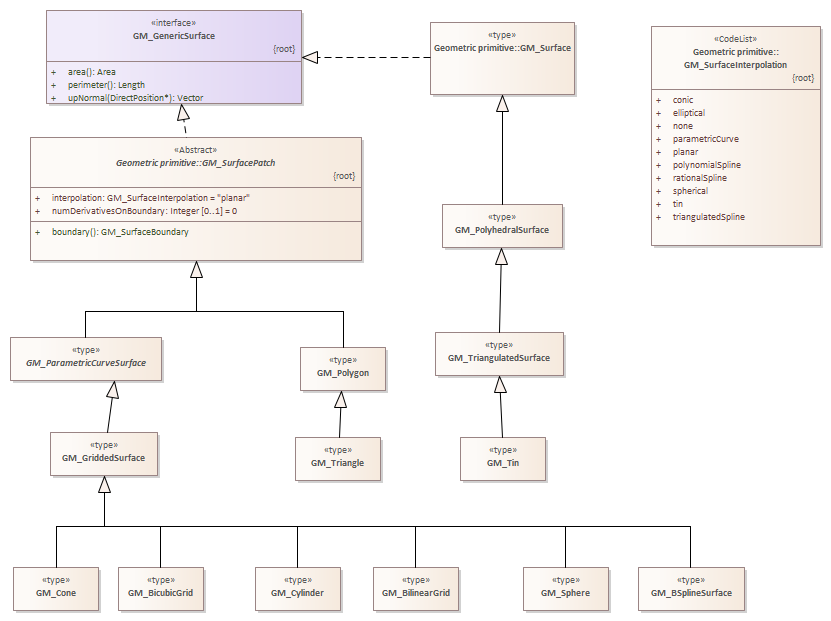 «interface»
GM_GenericSurface
{root}
+ area(): Area
+ perimeter(): Length
+ upNormal(DirectPosition*): Vector
«type»
Geometric primitive::GM_Surface
«CodeList»
Geometric primitive::
GM_SurfaceInterpolation
{root}
+ conic
+ elliptical
+ none
+ parametricCurve
+ planar
+ polynomialSpline
+ rationalSpline
+ spherical
+ tin
+ triangulatedSpline
«Abstract»
Geometric primitive::GM_SurfacePatch
{root}
+ interpolation: GM_SurfaceInterpolation = "planar"
+ numDerivativesOnBoundary: Integer [0..1] = 0
+ boundary(): GM_SurfaceBoundary
«type»
GM_PolyhedralSurface
«type»
GM_ParametricCurveSurface
«type»
GM_Polygon
«type»
GM_TriangulatedSurface
«type»
GM_GriddedSurface
«type»
GM_Triangle
«type»
GM_Tin
«type»
GM_Cone
«type»
GM_BicubicGrid
«type»
GM_Cylinder
«type»
GM_BilinearGrid
«type»
GM_Sphere
«type»
GM_BSplineSurface